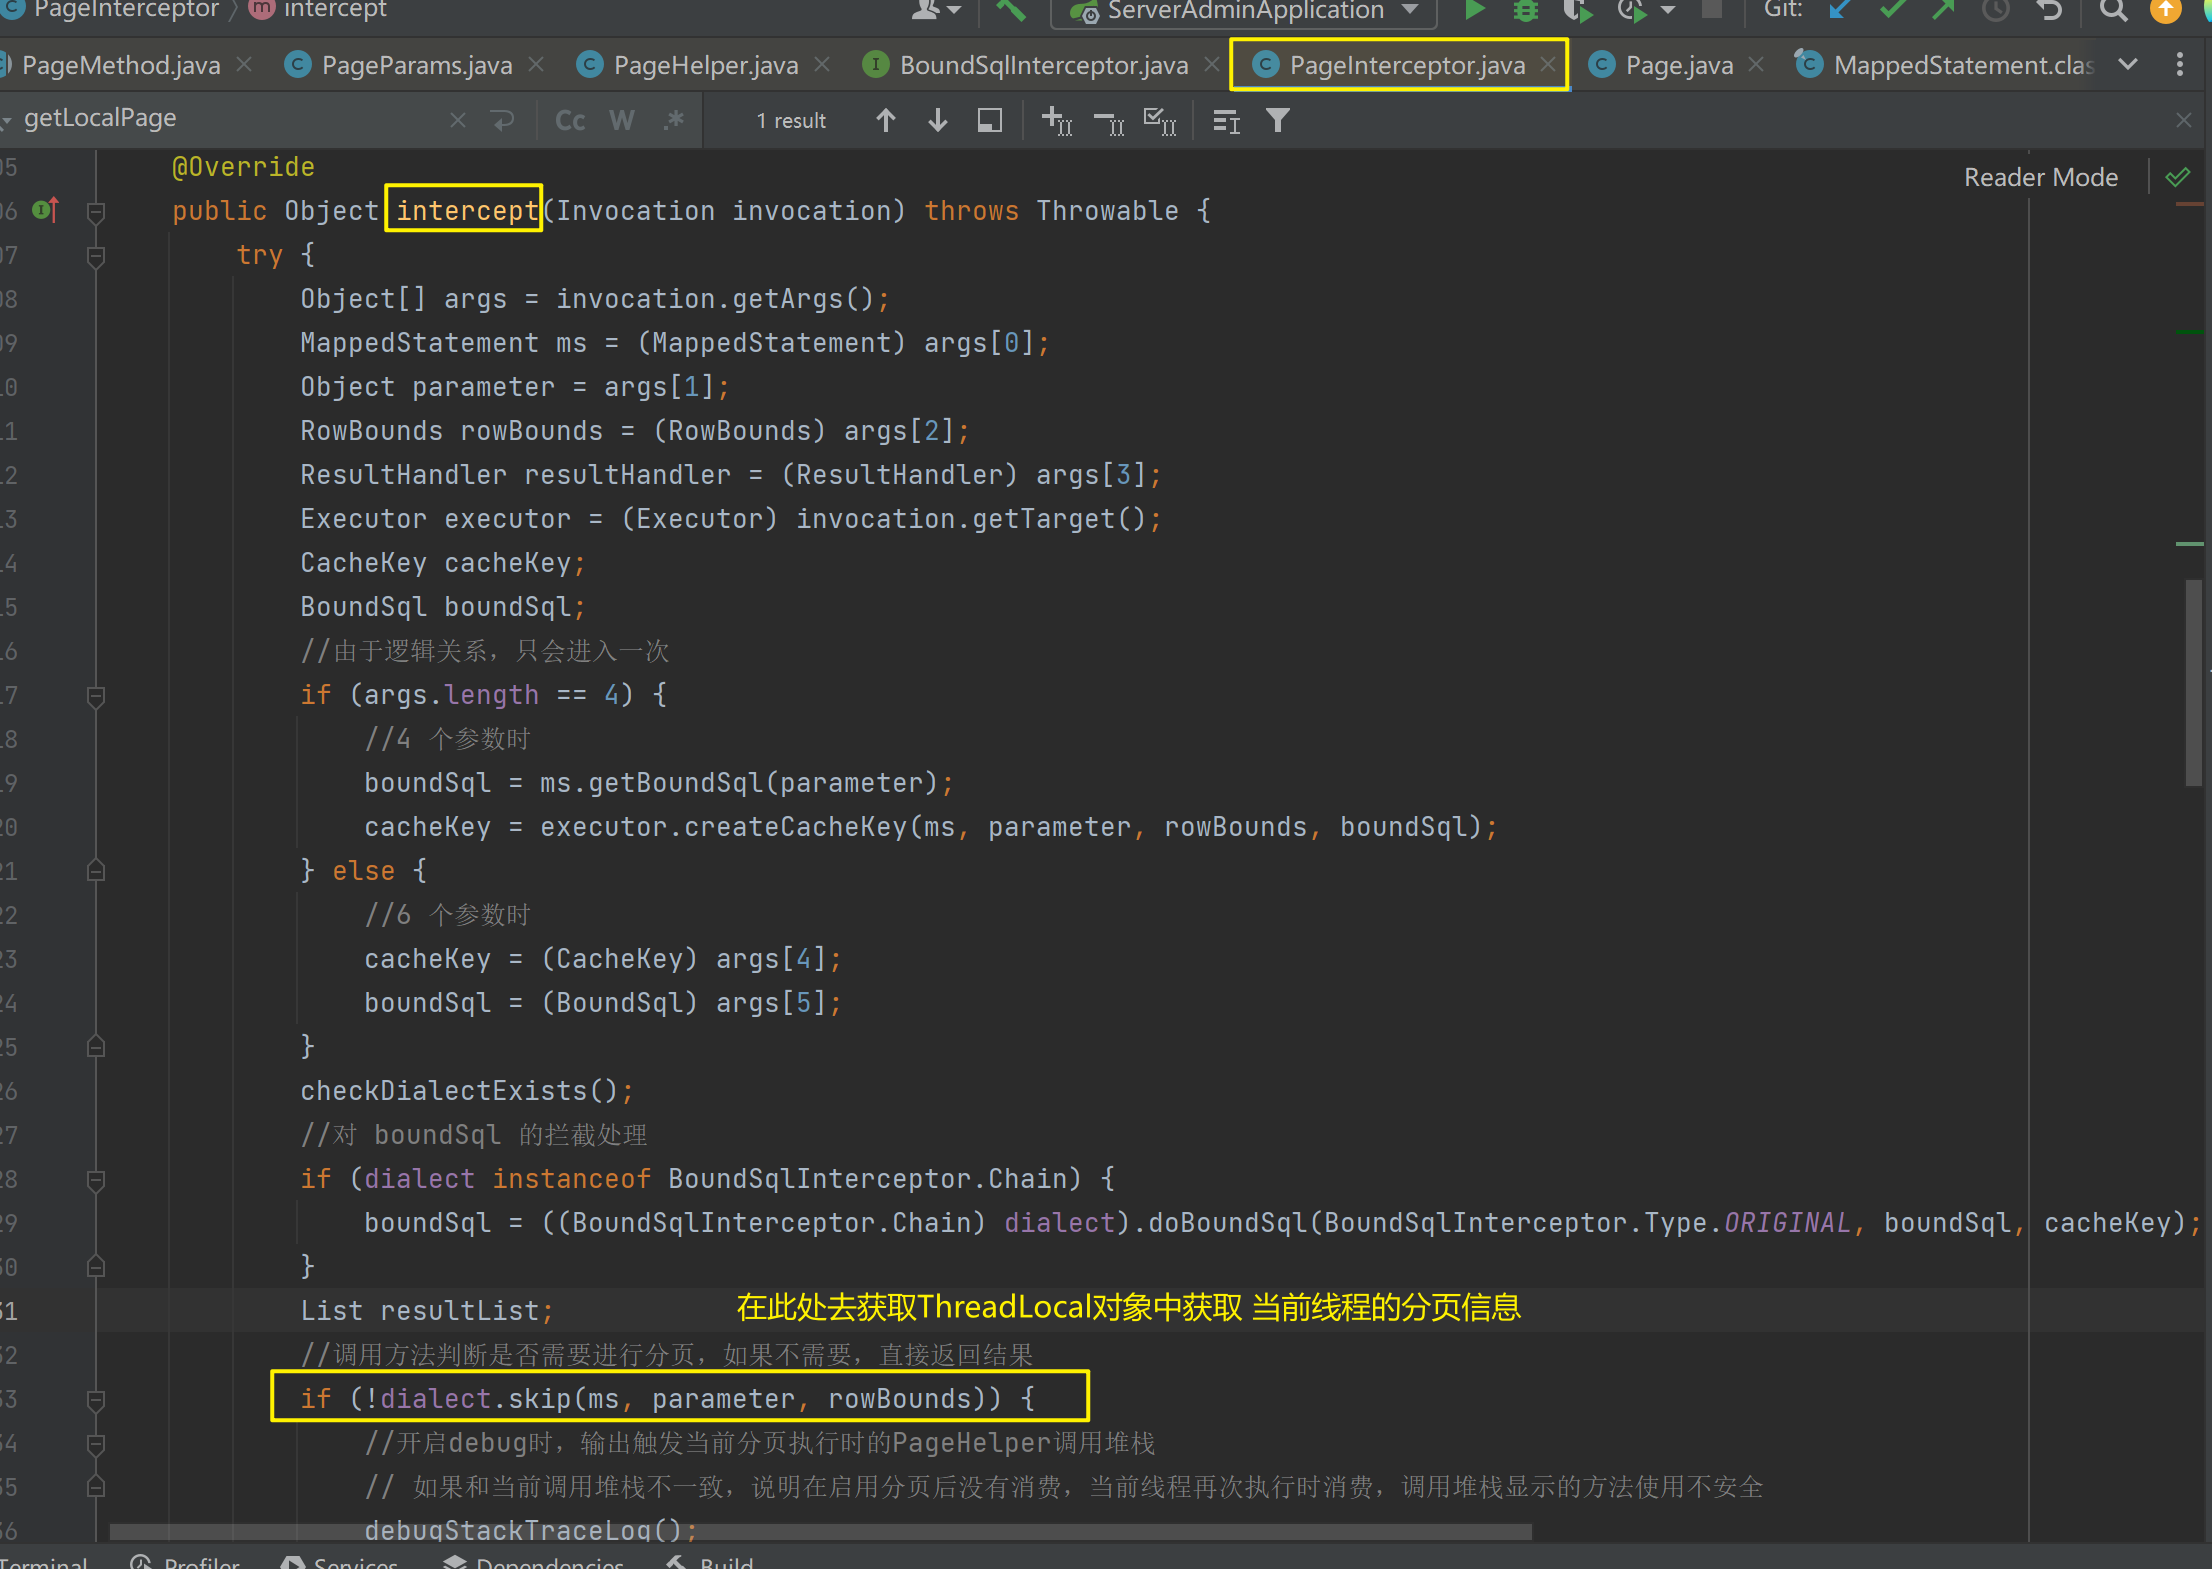 PageInterceptor 〉 m intercept ServerAdminApplication Git:
PageMethod.java PageParams.java PageHelper.java BoundSqlInterceptor.java PageInterceptor.java Page.java MappedStatement.clas
getLocalPage Cc W .* 1 result
Reader Mode
05 @Override
06 public Object intercept(Invocation invocation) throws Throwable {
07 try {
08 Object[] args = invocation.getArgs();
09 MappedStatement ms = (MappedStatement) args[0];
10 Object parameter = args[1];
11 RowBounds rowBounds = (RowBounds) args[2];
12 ResultHandler resultHandler = (ResultHandler) args[3];
13 Executor executor = (Executor) invocation.getTarget();
14 CacheKey cacheKey;
15 BoundSql boundSql;
16 //由于逻辑关系，只会进入一次
17 if (args.length == 4) {
18 //4 个参数时
19 boundSql = ms.getBoundSql(parameter);
20 cacheKey = executor.createCacheKey(ms, parameter, rowBounds, boundSql);
21 } else {
22 //6 个参数时
23 cacheKey = (CacheKey) args[4];
24 boundSql = (BoundSql) args[5];
25 }
26 checkDialectExists();
27 //对 boundSql 的拦截处理
28 if (dialect instanceof BoundSqlInterceptor.Chain) {
29 boundSql = ((BoundSqlInterceptor.Chain) dialect).doBoundSql(BoundSqlInterceptor.Type.ORIGINAL, boundSql, cacheKey);
30 }
31 List resultList; 在此处去获取ThreadLocal对象中获取 当前线程的分页信息
32 //调用方法判断是否需要进行分页，如果不需要，直接返回结果
33 if (!dialect.skip(ms, parameter, rowBounds)) {
34 //开启debug时，输出触发当前分页执行时的PageHelper调用堆栈
35 // 如果和当前调用堆栈不一致，说明在启用分页后没有消费，当前线程再次执行时消费，调用堆栈显示的方法使用不安全
36 debugStackTraceLog();
Terminal Profiler Services Dependencies Build